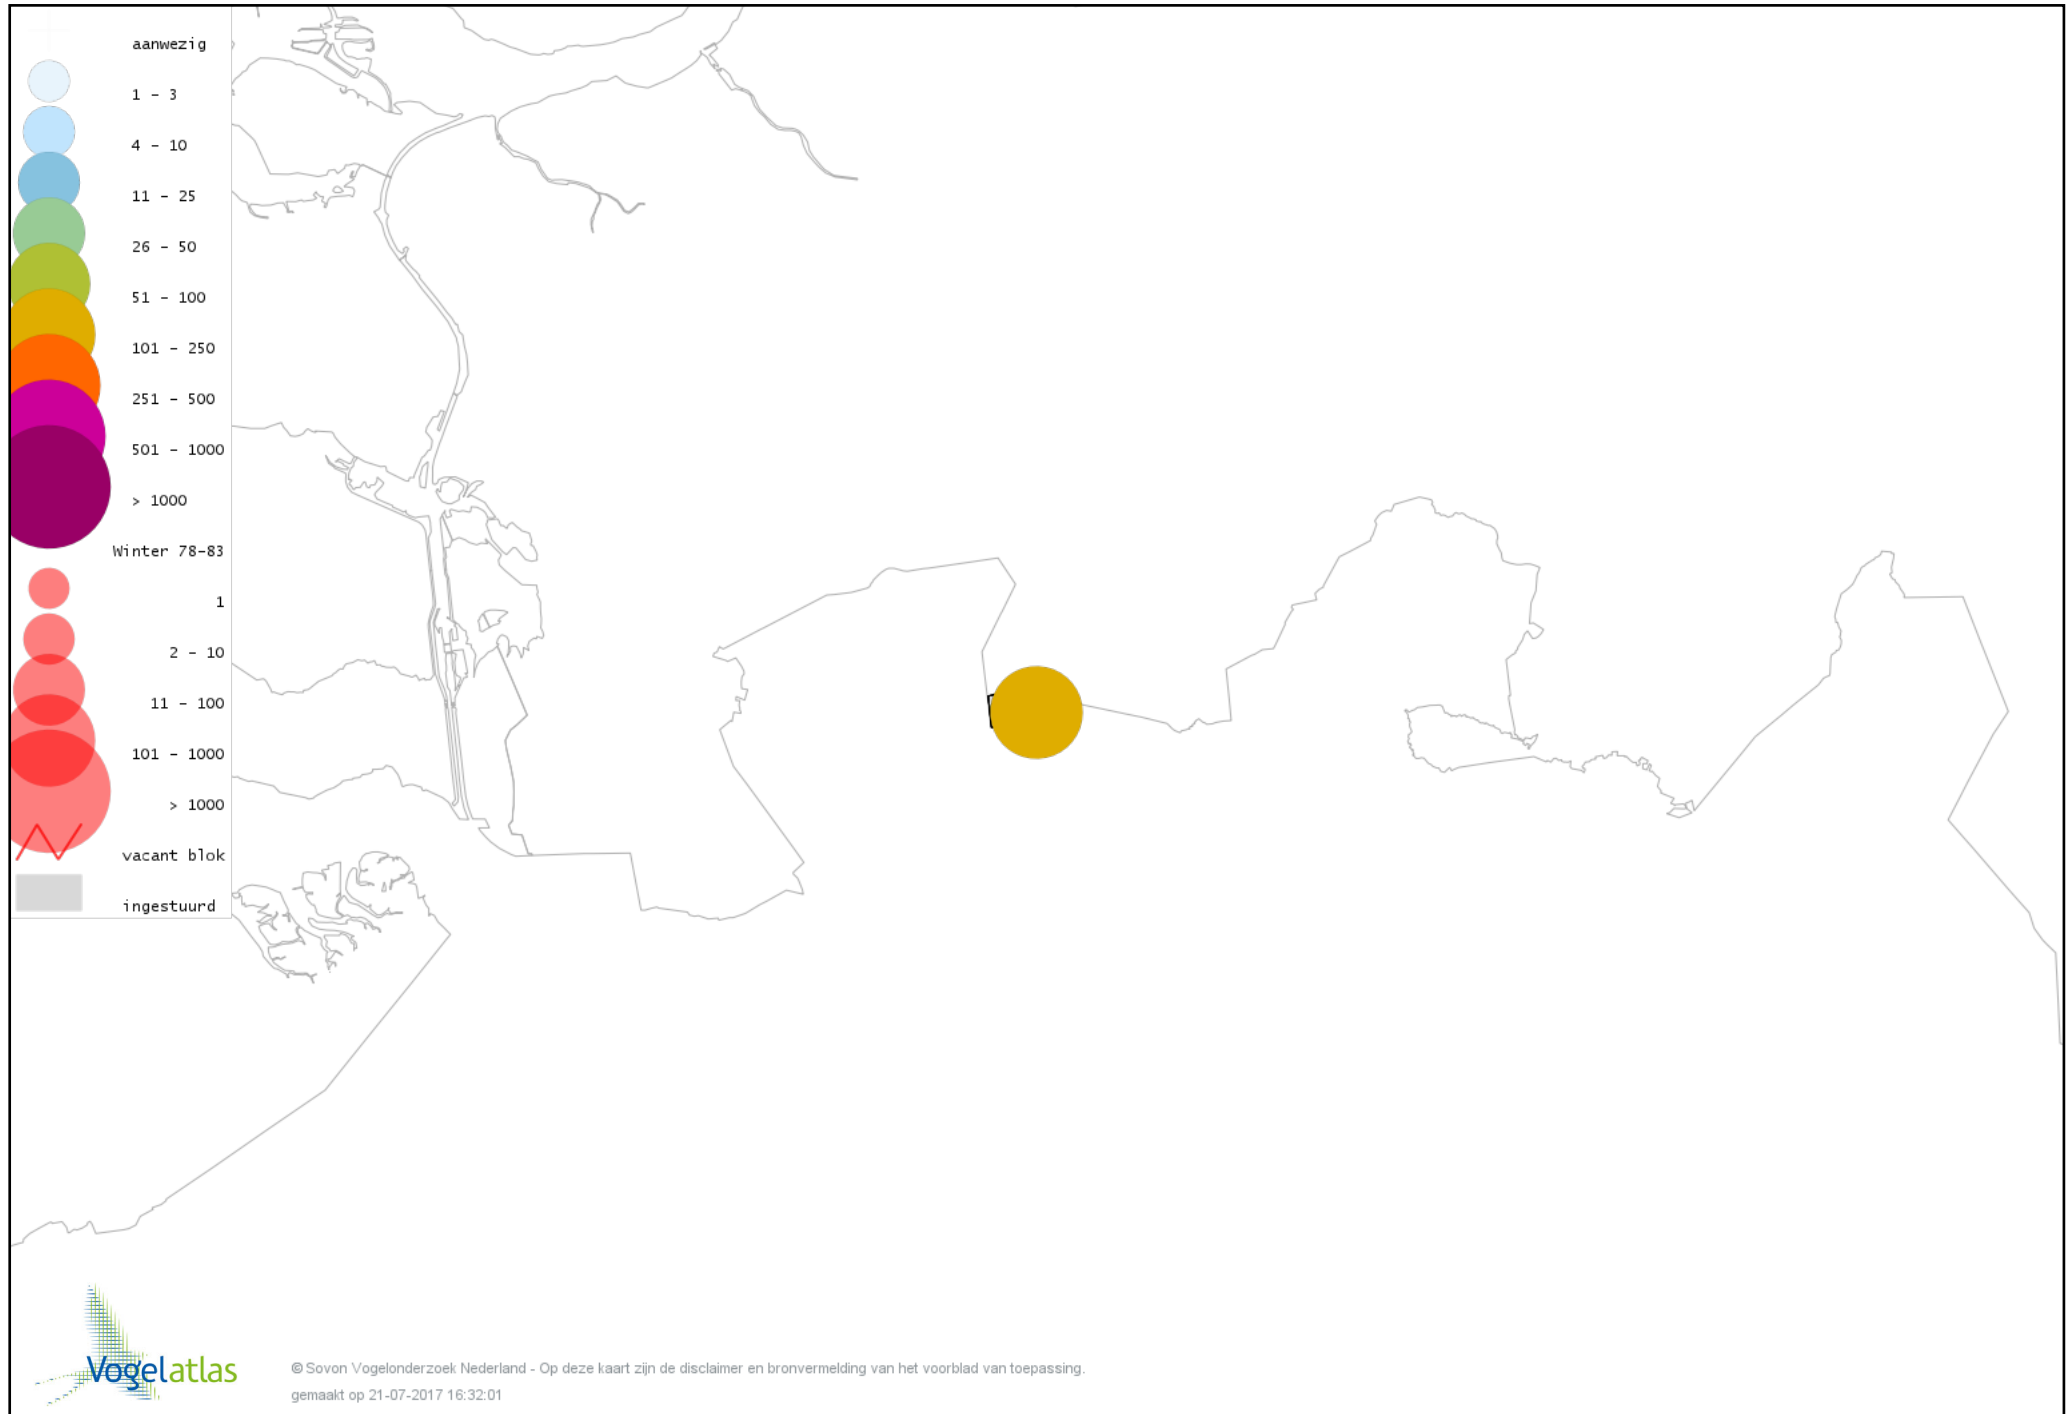 aanwezig
1 - 3
4 - 10
11 - 25
26 - 50
51 - 100
101 - 250
251 - 500
501 - 1000
> 1000
Winter 78-83
1
2 - 10
11 - 100
101 - 1000
> 1000
vacant blok
ingestuurd
Vogelatlas
© Sovon Vogelonderzoek Nederland - Op deze kaart zijn de disclaimer en bronvermelding van het voorblad van toepassing.
gemaakt op 21-07-2017 16:32:01